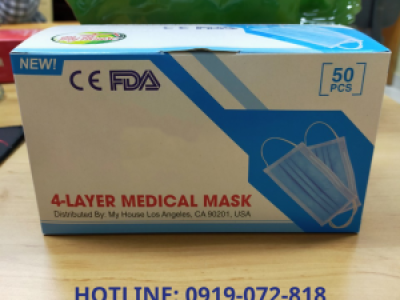 NEW!
CE FDA
50
PCS
4-LAYER MEDICAL MASK
Distributed By: My House Los Angeles, CA 90201, USA
HOTLINE: 0919-072-818